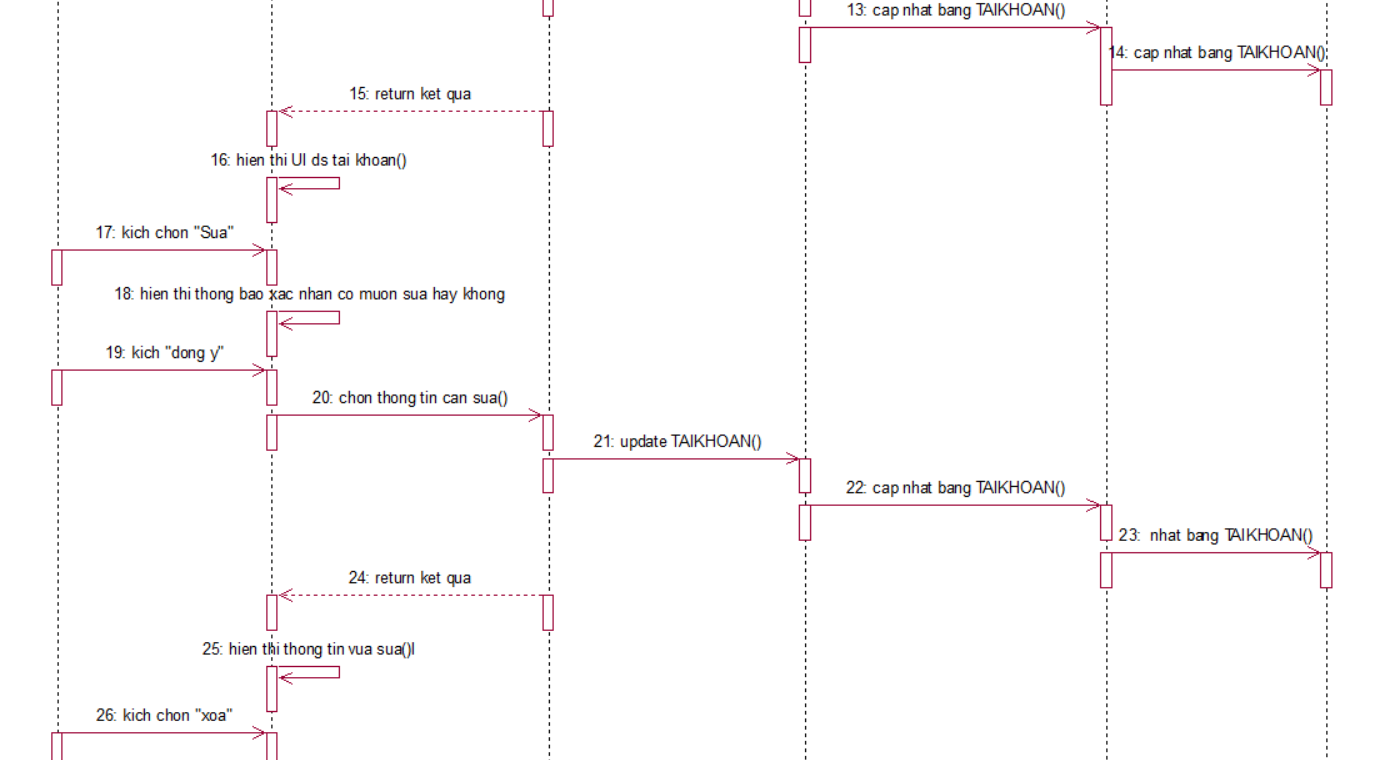 13: cap nhat bang TAIKHOAN()
14: cap nhat bang TAIKHOAN()
15: return ket qua
16: hien thi UI ds tai khoan()
17: kich chon "Sua"
18: hien thi thong bao xac nhan co muon sua hay khong
19: kich "dong y"
20: chon thong tin can sua()
21: update TAIKHOAN()
22: cap nhat bang TAIKHOAN()
23: nhat bang TAIKHOAN()
24: return ket qua
25: hien thi thong tin vua sua()l
26: kich chon "xoa"